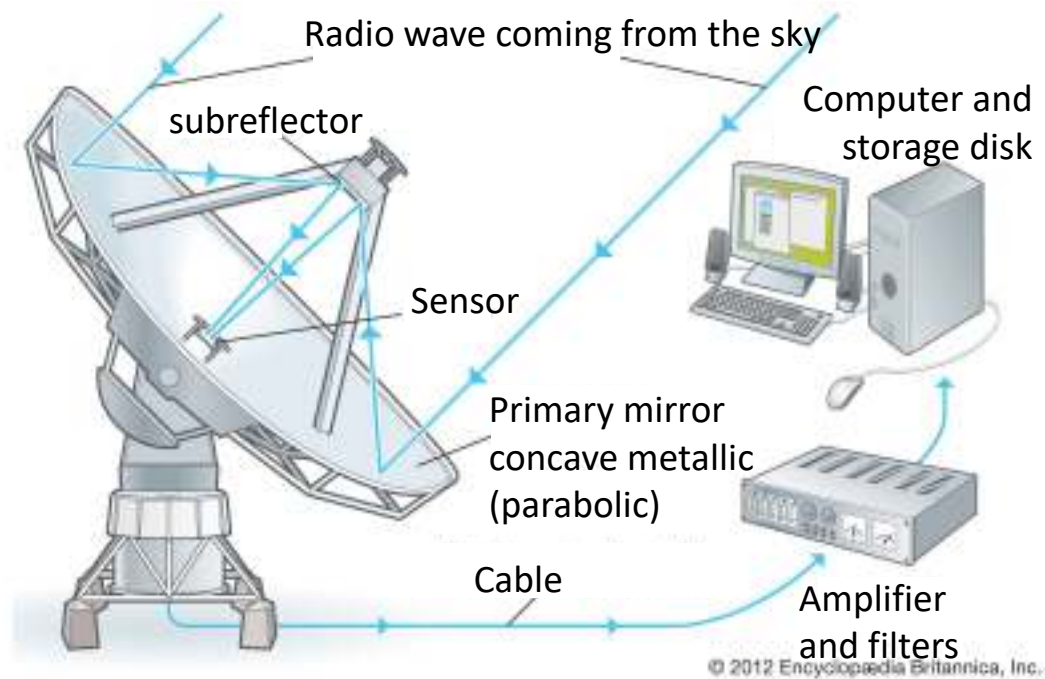 Radio wave coming from the sky
subreflector
Computer and
storage disk
Sensor
Primary mirror
concave metallic
(parabolic)
Cable
Amplifier
and filters
© 2012 Encyclopædia Britannica, Inc.